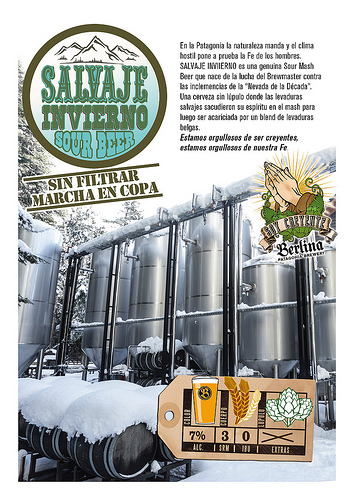 SALVAJE
INVIERNO
SOUR BEER
SIN FILTRAR
MARCHA EN COPA
En la Patagonia la naturaleza manda y el clima
hostil pone a prueba la Fe de los hombres.
SALVAJE INVIIERNO es una genuina Sour Mash
Beer que nace de la lucha del Brewmaster contra
las inclemencias de la "Nevada de la Década".
Una cerveza sin lúpulo donde las levaduras
salvajes sacudieron su espíritu en el mash para
luego ser acariciada por un blend de levaduras
belgas.
Estamos orgullosos de ser creyentes,
estamos orgullosos de nuestra Fe
SOY CREYENTE!
Berlina
PATAGONIA BREWERY
COLOR
CUERPO
B
7% 3 0
ALC. SRM IBU EXTRAS